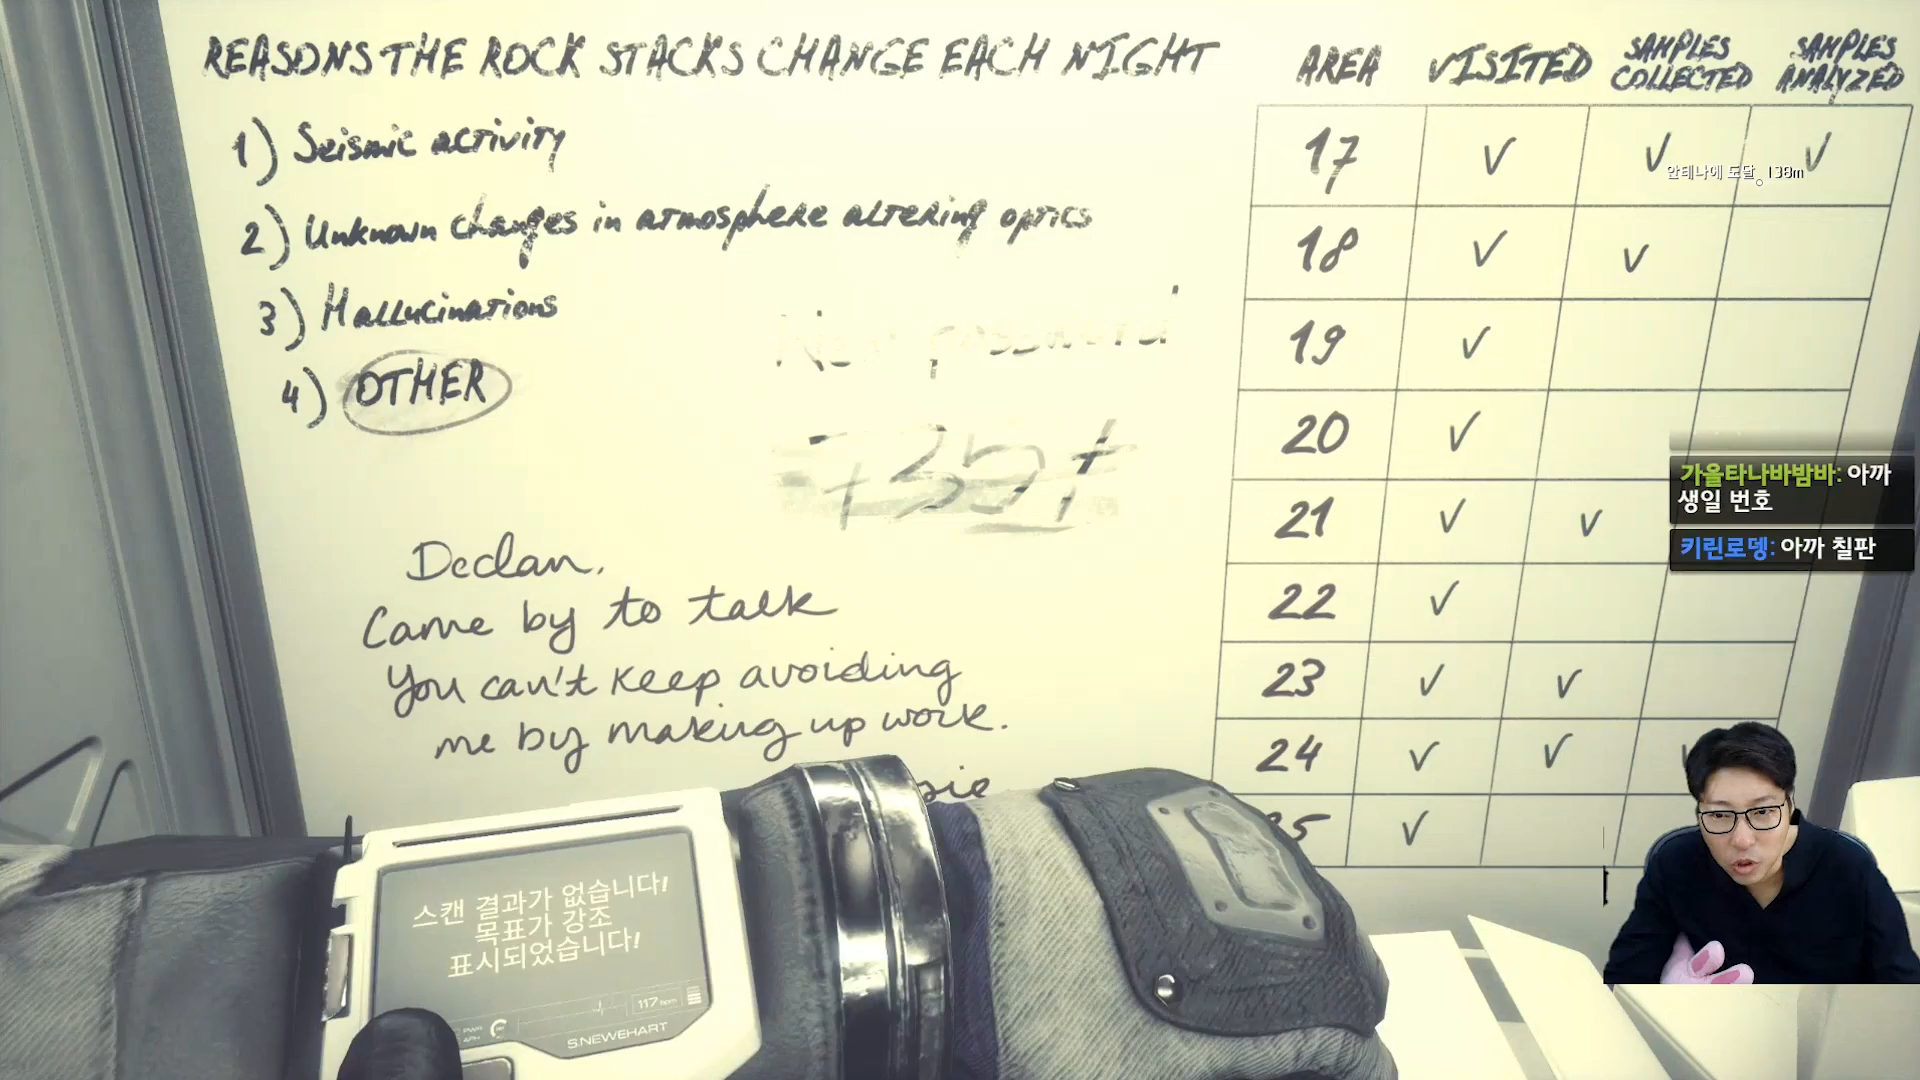 REASONS THE ROCK STACKS CHANGE EACH NIGHT
1) Seismic activity
2) Unknown changes in atmosphere altering optics
3) Hallucinations
4) OTHER
New password
Declan,
Came by to talk
You can't keep avoiding
me by making up work.
AREA VISITED SAMPLES COLLECTED SAMPLES ANALYZED
17 ✓ ✓ ✓
18 ✓ ✓
19 ✓
20 ✓
21 ✓ ✓
22 ✓
23 ✓ ✓
24 ✓ ✓
✓
안테나에 도달 138m
가을타나바밤바: 아까
생일 번호
키린로뎅: 아까 칠판
스캔 결과가 없습니다!
목표가 강조
표시되었습니다!
117 bpm
S.NEWEHART